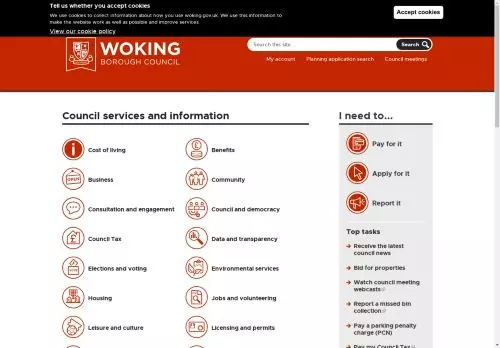 Tell us whether you accept cookies
We use cookies to collect information about how you use woking.gov.uk. We use this information to
make the website work as well as possible and improve services.
View our cookie policy
Accept cookies
WOKING
BOROUGH COUNCIL
Search this site ...
Search
My account
Planning application search
Council meetings
Council services and information
Cost of living
Benefits
OPEN
Business
Community
Consultation and engagement
Council and democracy
Council Tax
Data and transparency
Elections and voting
Environmental services
Housing
Jobs and volunteering
Leisure and culture
Licensing and permits
I need to...
Pay for it
Apply for it
Report it
Top tasks
Receive the latest
council news
Bid for properties
Watch council meeting
webcasts
Report a missed bin
collection
Pay a parking penalty
charge (PCN)
Pay my Council Tax